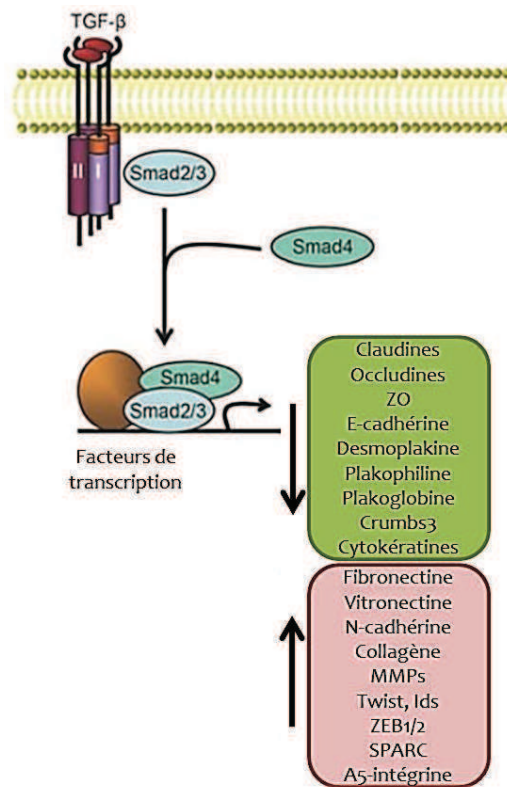 TGF-β
II
I
Smad2/3
Smad4
Smad4
Smad2/3
Facteurs de
transcription
Claudines
Occludines
ZO
E-cadhérine
Desmoplakine
Plakophiline
Plakoglobine
Crumbs3
Cytokératines
Fibronectine
Vitronectine
N-cadhérine
Collagène
MMPs
Twist, Ids
ZEB1/2
SPARC
A5-intégrine